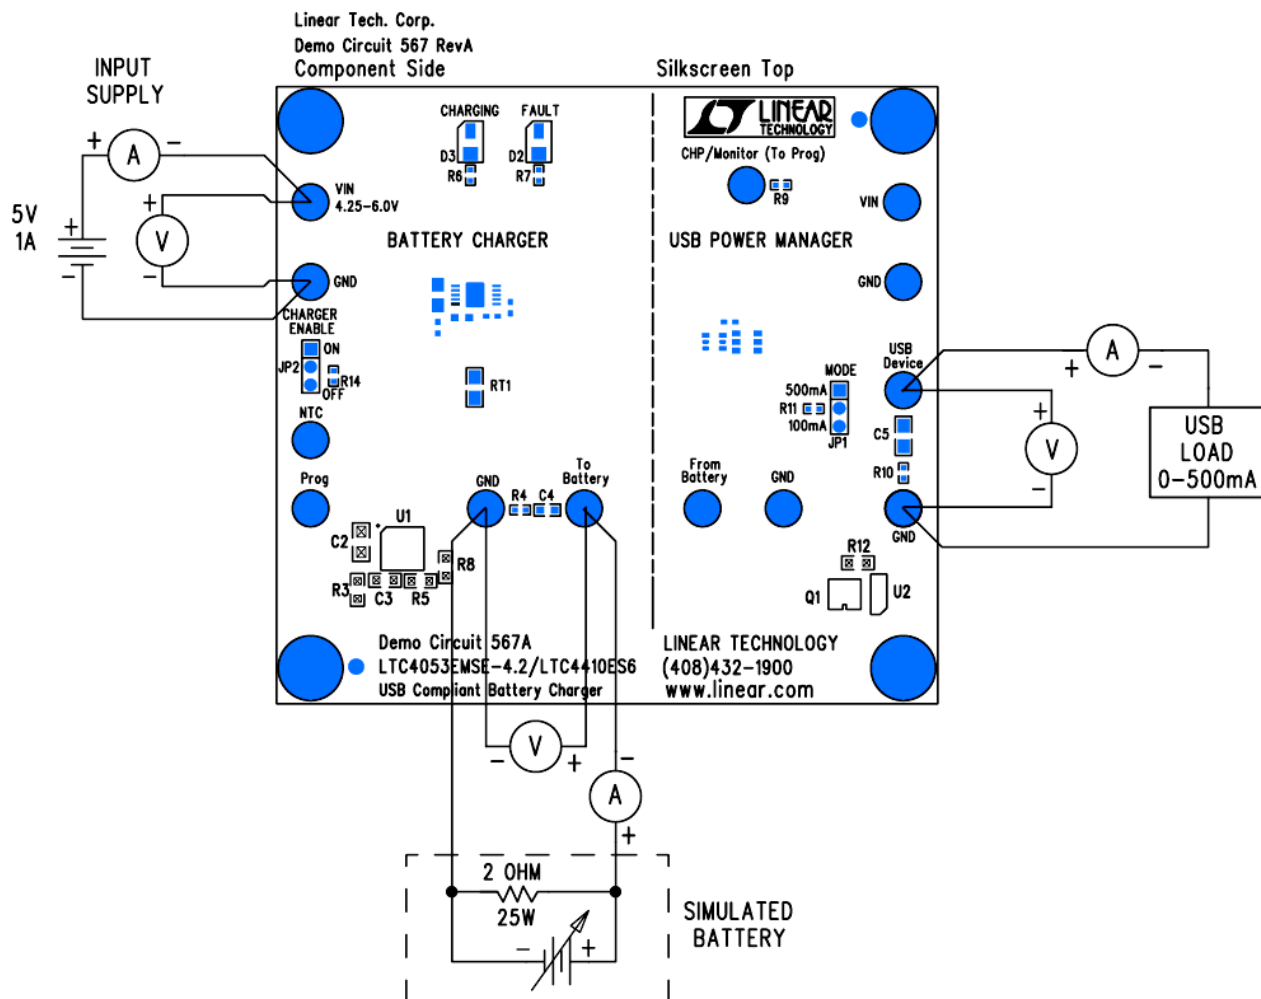 Linear Tech. Corp.
Demo Circuit 567 RevA
Component Side
Silkscreen Top
INPUT
SUPPLY
+
A
-
5V
1A
+
-
+
V
-
CHARGING
FAULT
D3
D2
R6
R7
VIN
4.25-6.0V
BATTERY CHARGER
GND
CHARGER
ENABLE
ON
JP2
R14
OFF
NTC
Prog
RT1
U1
C2
R3
C3
R5
R8
GND
R4
C4
To
Battery
LINEAR
TECHNOLOGY
CHP/Monitor (To Prog)
R9
VIN
USB POWER MANAGER
GND
USB
Device
MODE
500mA
R11
100mA
JP1
C5
R10
From
Battery
GND
GND
R12
Q1
U2
+
A
-
+
V
-
USB
LOAD
0-500mA
Demo Circuit 567A
LTC4053EMSE-4.2/LTC4410ES6
USB Compliant Battery Charger
LINEAR TECHNOLOGY
(408)432-1900
www.linear.com
-
V
+
-
A
+
2 OHM
25W
-
+
SIMULATED
BATTERY